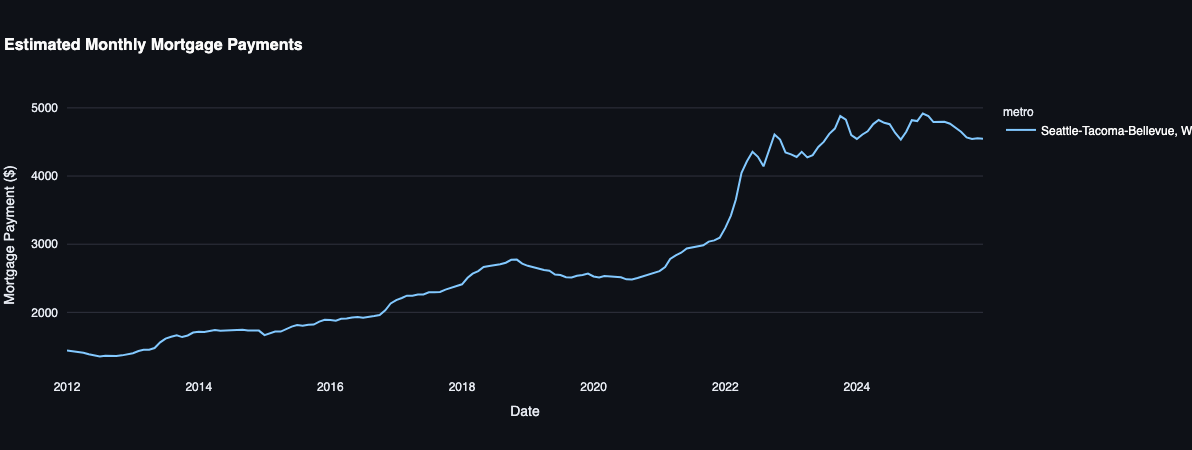 Estimated Monthly Mortgage Payments
5000
4000
3000
2000
Mortgage Payment ($)
2012 2014 2016 2018 2020 2022 2024
Date
metro
Seattle-Tacoma-Bellevue, W